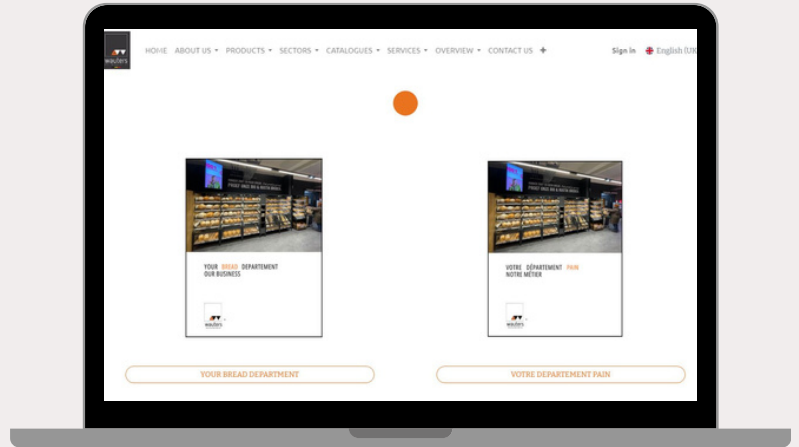 HOME ABOUT US PRODUCTS SECTORS CATALOGUES SERVICES OVERVIEW CONTACT US + Sign in English (UK
wauters
YOUR BREAD DEPARTEMENT
OUR BUSINESS
wauters
YOUR BREAD DEPARTMENT
VOTRE DÉPARTEMENT PAIN
NOTRE MÉTIER
wauters
VOTRE DEPARTEMENT PAIN